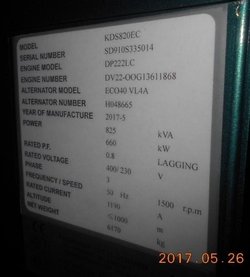 MODEL KDS820EC
SERIAL NUMBER SD910S335014
ENGINE MODEL DP222LC
ENGINE NUMBER DV22-OOG13611868
ALTERNATOR MODEL ECO40 VL4A
ALTERNATOR NUMBER H048665
YEAR OF MANUFACTURE 2017-5
POWER 825 kVA
660 kW
RATED P.F. 0.8 LAGGING
RATED VOLTAGE 400/230 V
PHASE 3
FREQUENCY / SPEED 50 Hz 1500 r.p.m
RATED CURRENT 1190 A
ALTITUDE ≤1000 m
NET WEIGHT 6170 kg
2017.05.26